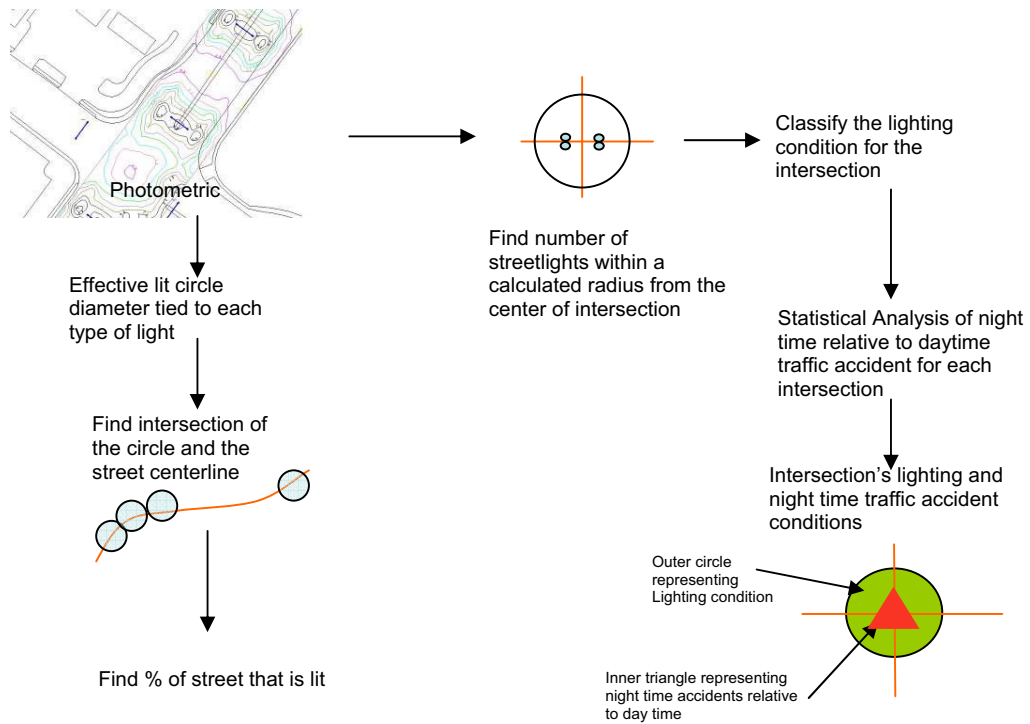 Photometric
Effective lit circle
diameter tied to each
type of light
Find intersection of
the circle and the
street centerline
Find % of street that is lit
Find number of
streetlights within a
calculated radius from the
center of intersection
Classify the lighting
condition for the
intersection
Statistical Analysis of night
time relative to daytime
traffic accident for each
intersection
Intersection's lighting and
night time traffic accident
conditions
Outer circle
representing
Lighting condition
Inner triangle representing
night time accidents relative
to day time